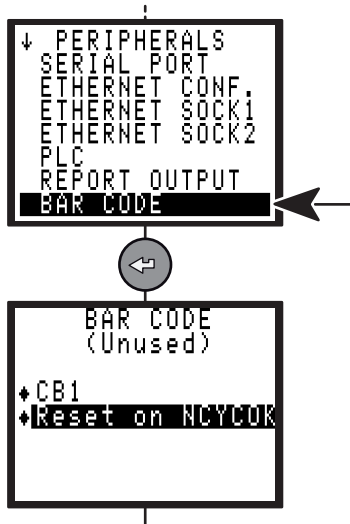 ↓ PERIPHERALS
SERIAL PORT
ETHERNET CONF.
ETHERNET SOCK1
ETHERNET SOCK2
PLC
REPORT OUTPUT
BAR CODE
BAR CODE
(Unused)
♦CB1
♦Reset on NCYCOK